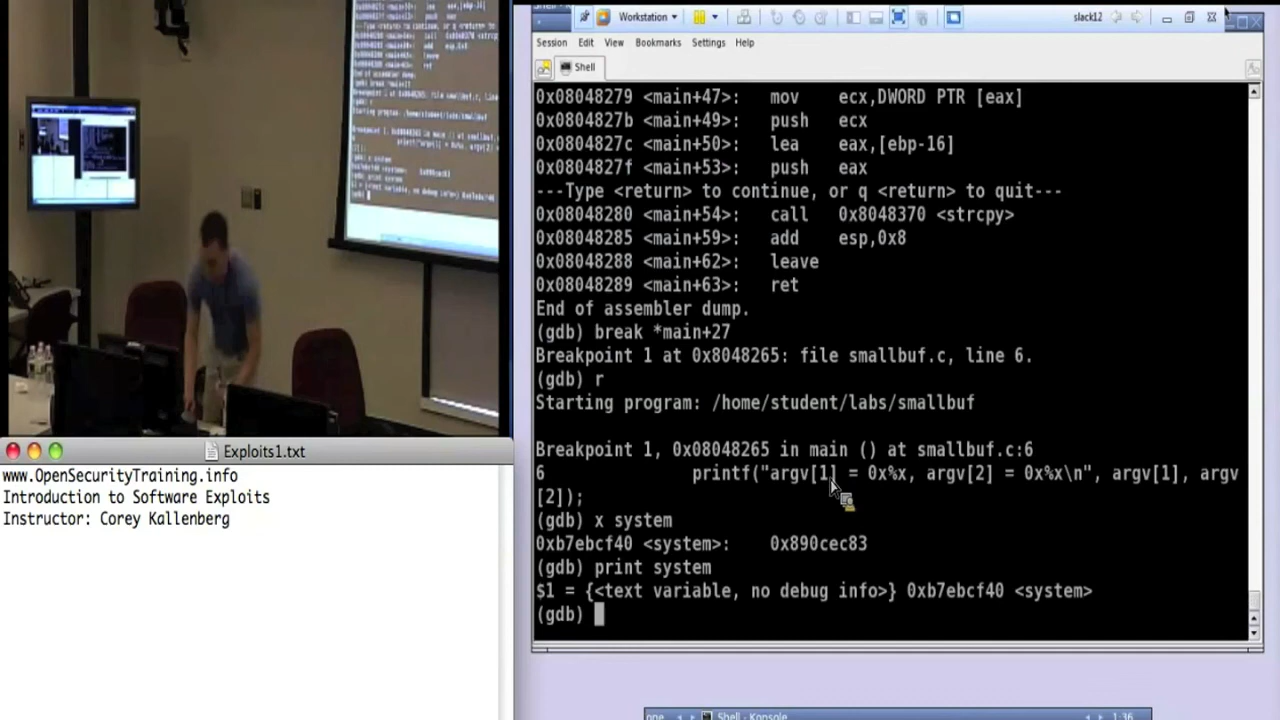 Workstation
slack12
Session Edit View Bookmarks Settings Help
Shell
0x08048279 <main+47>: mov ecx,DWORD PTR [eax]
0x0804827b <main+49>: push ecx
0x0804827c <main+50>: lea eax,[ebp-16]
0x0804827f <main+53>: push eax
---Type <return> to continue, or q <return> to quit---
0x08048280 <main+54>: call 0x8048370 <strcpy>
0x08048285 <main+59>: add esp,0x8
0x08048288 <main+62>: leave
0x08048289 <main+63>: ret
End of assembler dump.
(gdb) break *main+27
Breakpoint 1 at 0x8048265: file smallbuf.c, line 6.
(gdb) r
Starting program: /home/student/labs/smallbuf
Breakpoint 1, 0x08048265 in main () at smallbuf.c:6
6 printf("argv[1] = 0x%x, argv[2] = 0x%x\n", argv[1], argv
[2]);
(gdb) x system
0xb7ebcf40 <system>: 0x890cec83
(gdb) print system
$1 = {<text variable, no debug info>} 0xb7ebcf40 <system>
(gdb)
Shell - Konsole
1:36
Exploits1.txt
www.OpenSecurityTraining.info
Introduction to Software Exploits
Instructor: Corey Kallenberg